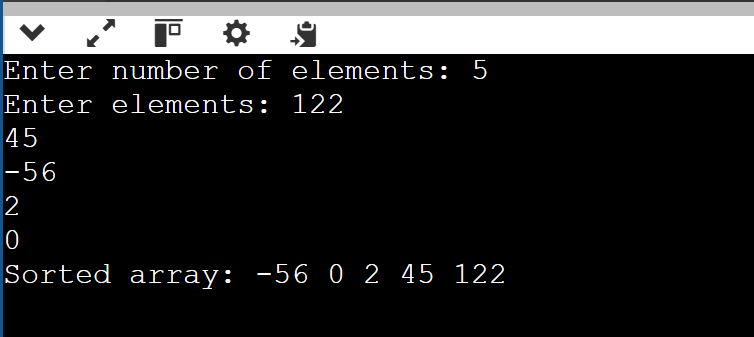 Enter number of elements: 5
Enter elements: 122
45
-56
2
0
Sorted array: -56 0 2 45 122